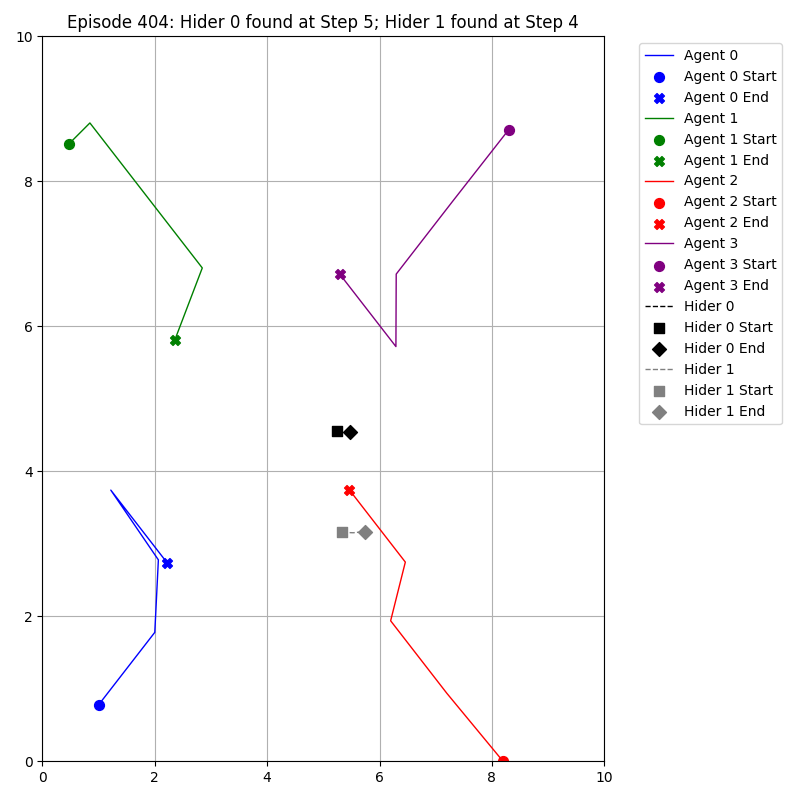 Episode 404: Hider 0 found at Step 5; Hider 1 found at Step 4
10
8
6
4
2
0
0 2 4 6 8 10
Agent 0
Agent 0 Start
Agent 0 End
Agent 1
Agent 1 Start
Agent 1 End
Agent 2
Agent 2 Start
Agent 2 End
Agent 3
Agent 3 Start
Agent 3 End
Hider 0
Hider 0 Start
Hider 0 End
Hider 1
Hider 1 Start
Hider 1 End